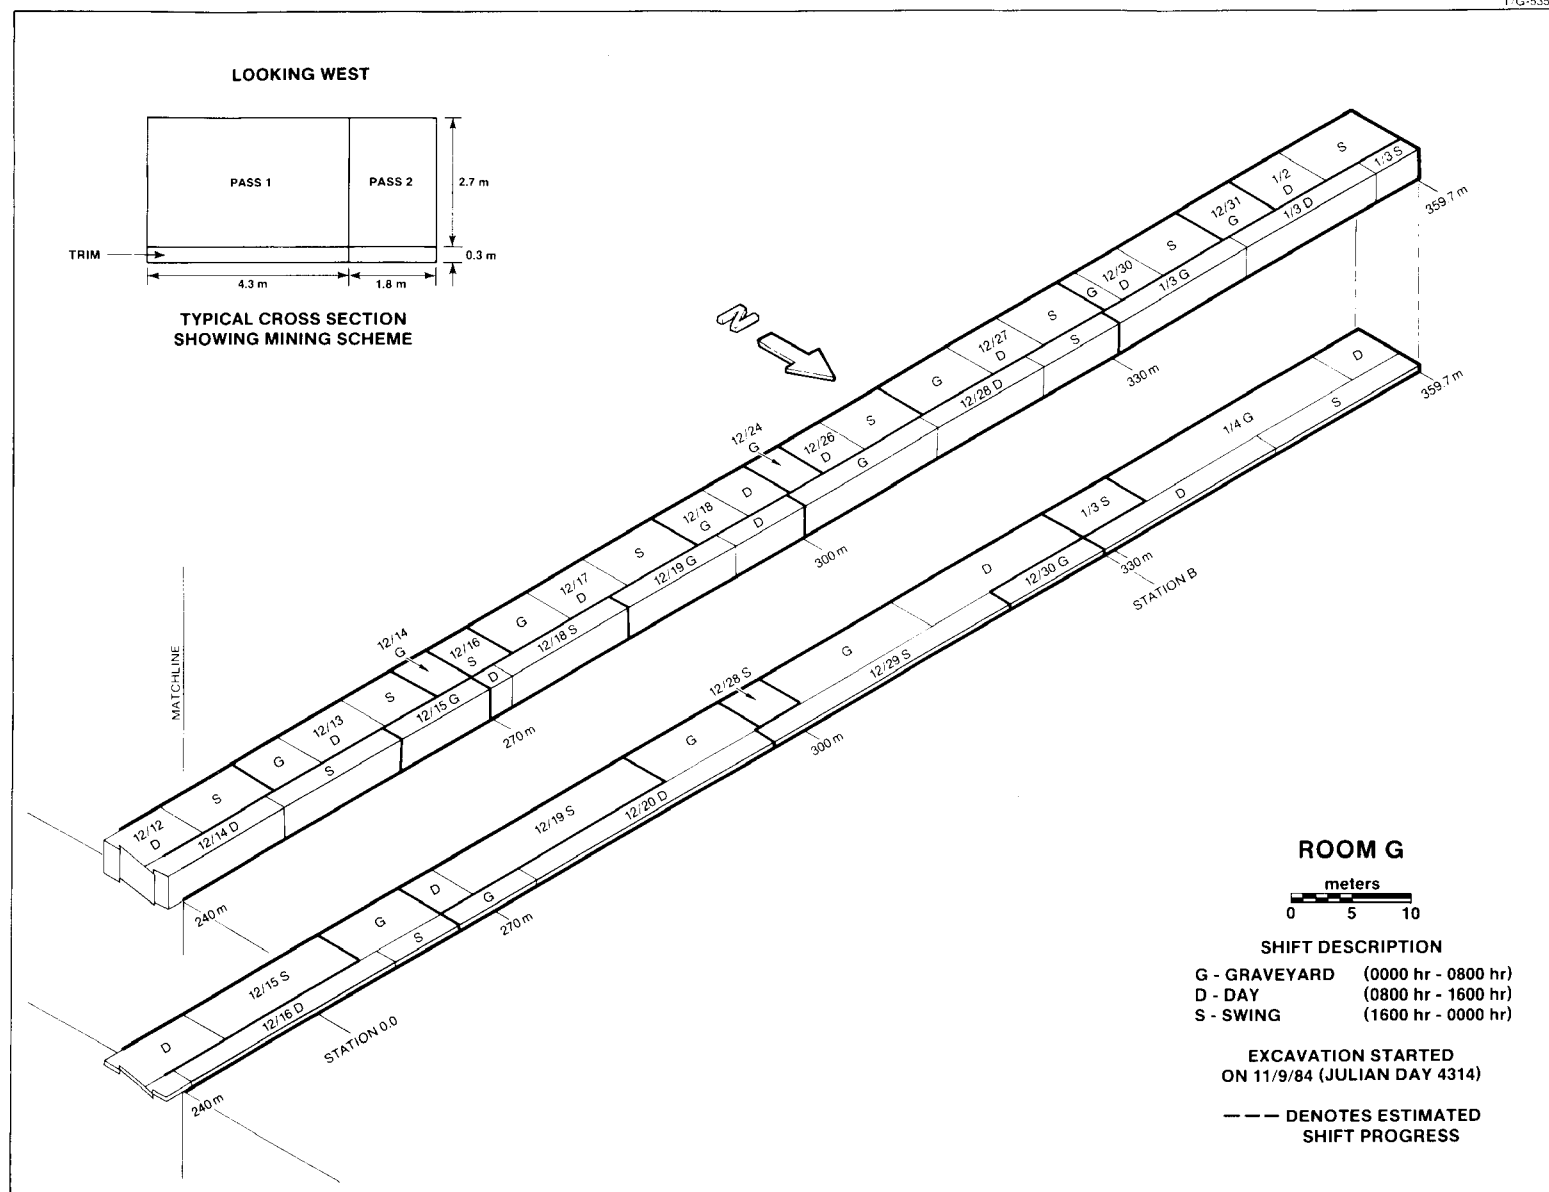 LOOKING WEST
PASS 1
PASS 2
2.7 m
TRIM
0.3 m
4.3 m
1.8 m
TYPICAL CROSS SECTION
SHOWING MINING SCHEME
N
MATCHLINE
12/12
D
S
G
12/13
D
S
12/14
G
12/16
S
G
12/17
D
S
12/18
G
D
12/24
G
12/26
D
S
G
12/27
D
S
G
12/30
D
S
12/31
G
1/2
D
S
12/14 D
S
12/15 G
D
12/18 S
12/19 G
D
G
12/28 D
S
1/3 G
1/3 D
1/3 S
240 m
270 m
300 m
330 m
359.7 m
D
12/15 S
G
D
12/19 S
G
12/28 S
G
D
1/3 S
1/4 G
D
12/16 D
S
G
12/20 D
12/29 S
12/30 G
D
S
240 m
STATION 0.0
270 m
300 m
330 m
STATION B
359.7 m
ROOM G
meters
0 5 10
SHIFT DESCRIPTION
G - GRAVEYARD (0000 hr - 0800 hr)
D - DAY (0800 hr - 1600 hr)
S - SWING (1600 hr - 0000 hr)
EXCAVATION STARTED
ON 11/9/84 (JULIAN DAY 4314)
--- DENOTES ESTIMATED
SHIFT PROGRESS